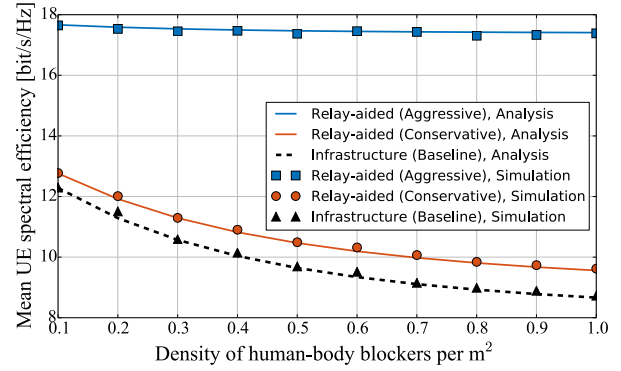 Mean UE spectral efficiency [bit/s/Hz]
18
16
14
12
10
8
Relay-aided (Aggressive), Analysis
Relay-aided (Conservative), Analysis
Infrastructure (Baseline), Analysis
Relay-aided (Aggressive), Simulation
Relay-aided (Conservative), Simulation
Infrastructure (Baseline), Simulation
0.1 0.2 0.3 0.4 0.5 0.6 0.7 0.8 0.9 1.0
Density of human-body blockers per m²